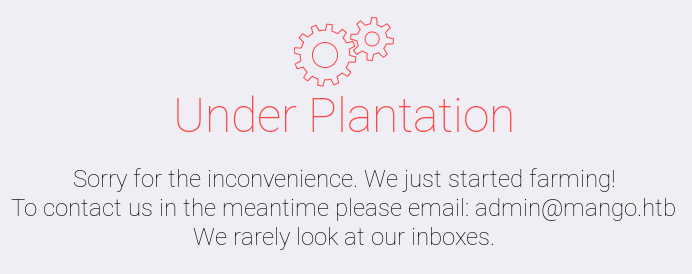 Under Plantation
Sorry for the inconvenience. We just started farming!
To contact us in the meantime please email: admin@mango.htb
We rarely look at our inboxes.